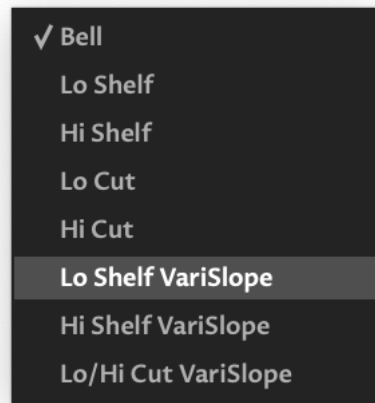 ✓ Bell
Lo Shelf
Hi Shelf
Lo Cut
Hi Cut
Lo Shelf VariSlope
Hi Shelf VariSlope
Lo/Hi Cut VariSlope